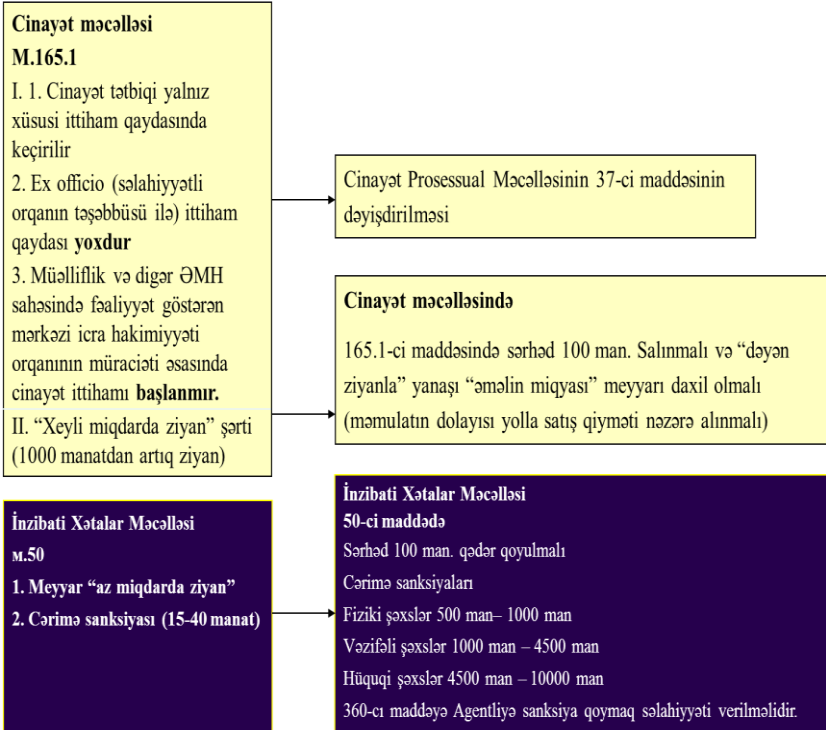 Cinayət məcəlləsi
M.165.1
I. 1. Cinayət tətbiqi yalnız
xüsusi ittiham qaydasında
keçirilir
2. Ex officio (səlahiyyətli
orqanın təşəbbüsü ilə) ittiham
qaydası yoxdur
3. Müəlliflik və digər ƏMH
sahəsində fəaliyyət göstərən
mərkəzi icra hakimiyyəti
orqanının müraciəti əsasında
cinayət ittihamı başlanmır.
II. “Xeyli miqdarda ziyan” şərti
(1000 manatdan artıq ziyan)
Cinayət Prosessual Məcəlləsinin 37-ci maddəsinin
dəyişdirilməsi
Cinayət məcəlləsində
165.1-ci maddəsində sərhəd 100 man. Salınmalı və “dəyən
ziyanla” yanaşı “əməlin miqyası” meyyarı daxil olmalı
(məmulatın dolayısı yolla satış qiyməti nəzərə alınmalı)
İnzibati Xətalar Məcəlləsi
м.50
1. Meyyar “az miqdarda ziyan”
2. Cərimə sanksiyası (15-40 manat)
İnzibati Xətalar Məcəlləsi
50-ci maddədə
Sərhəd 100 man. qədər qoyulmalı
Cərimə sanksiyaları
Fiziki şəxslər 500 man– 1000 man
Vəzifəli şəxslər 1000 man – 4500 man
Hüquqi şəxslər 4500 man – 10000 man
360-cı maddəyə Agentliyə sanksiya qoymaq səlahiyyəti verilməlidir.